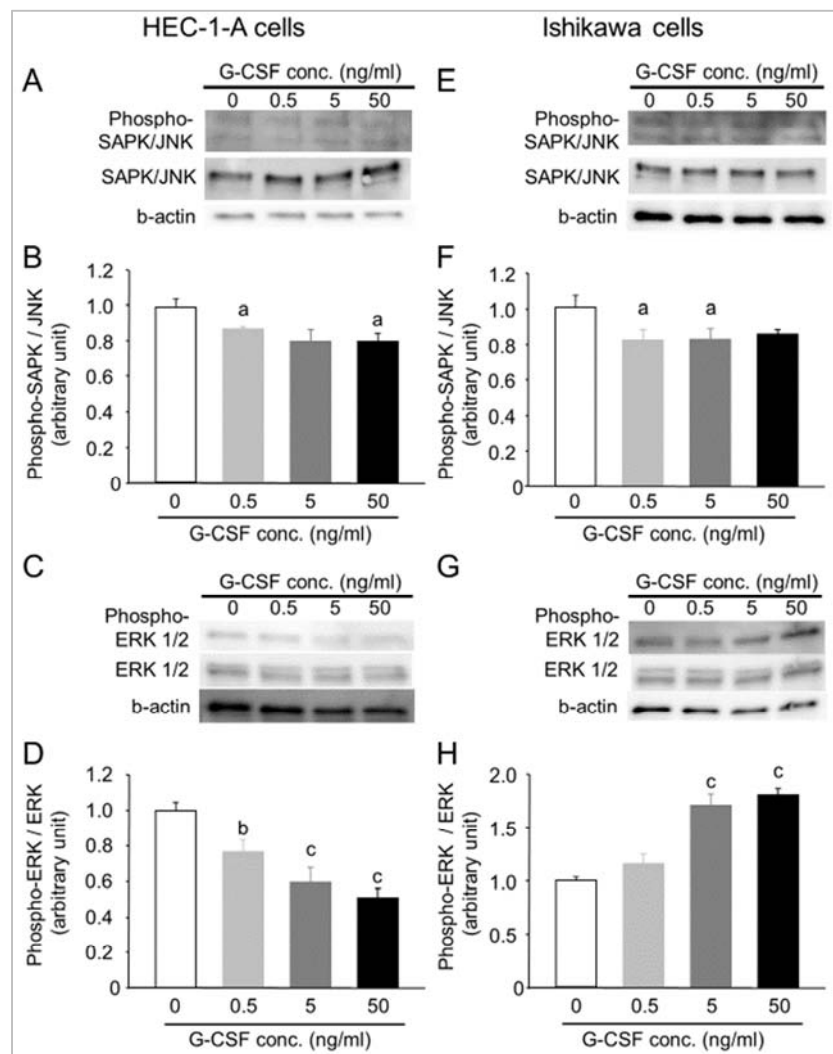 HEC-1-A cells
Ishikawa cells
A
G-CSF conc. (ng/ml)
0 0.5 5 50
Phospho-
SAPK/JNK
SAPK/JNK
b-actin
E
G-CSF conc. (ng/ml)
0 0.5 5 50
Phospho-
SAPK/JNK
SAPK/JNK
b-actin
B
Phospho-SAPK / JNK
(arbitrary unit)
1.2
1.0
0.8
0.6
0.4
0.2
0
a
a
0 0.5 5 50
G-CSF conc. (ng/ml)
F
Phospho-SAPK / JNK
(arbitrary unit)
1.2
1.0
0.8
0.6
0.4
0.2
0
a a
0 0.5 5 50
G-CSF conc. (ng/ml)
C
G-CSF conc. (ng/ml)
0 0.5 5 50
Phospho-
ERK 1/2
ERK 1/2
b-actin
G
G-CSF conc. (ng/ml)
0 0.5 5 50
Phospho-
ERK 1/2
ERK 1/2
b-actin
D
Phospho-ERK / ERK
(arbitrary unit)
1.2
1.0
0.8
0.6
0.4
0.2
0
b
c
c
0 0.5 5 50
G-CSF conc. (ng/ml)
H
Phospho-ERK / ERK
(arbitrary unit)
2.0
1.5
1.0
0.5
0
c c
0 0.5 5 50
G-CSF conc. (ng/ml)